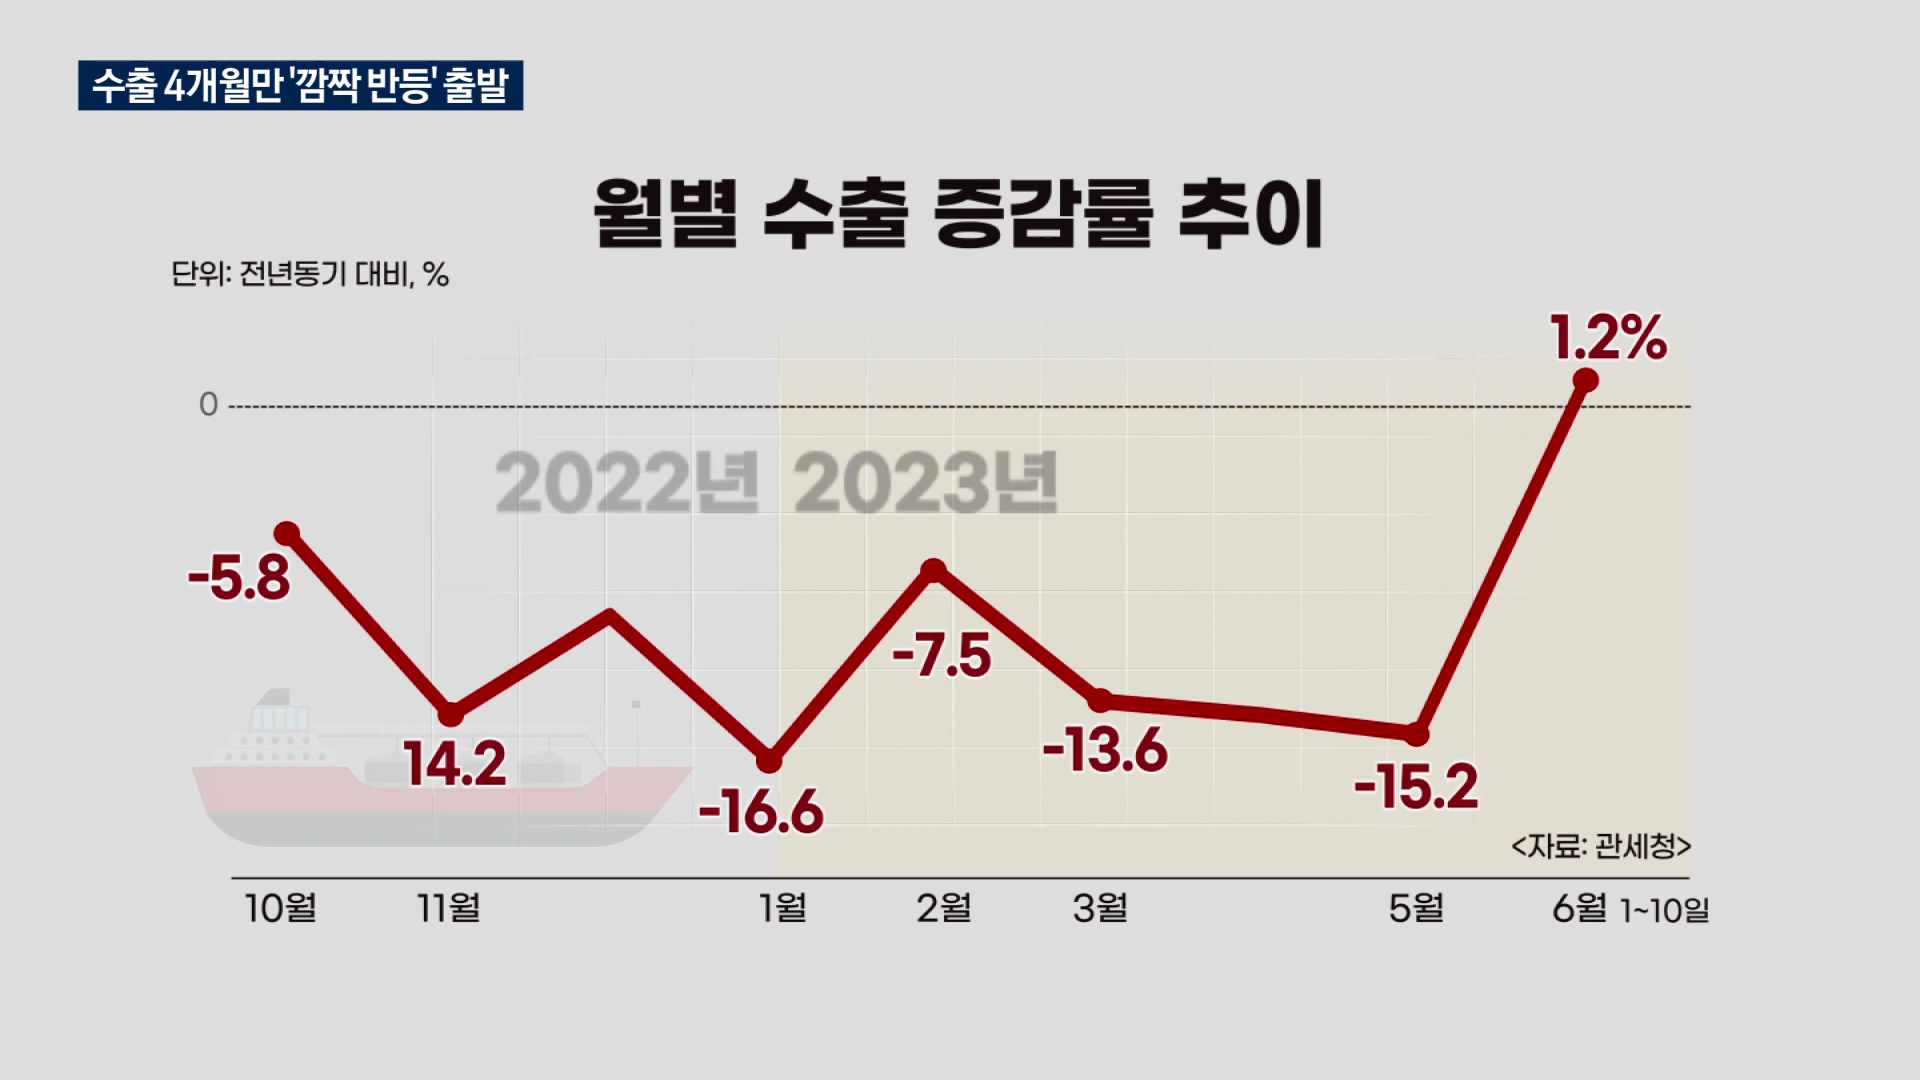 수출 4개월만 '깜짝 반등' 출발
월별 수출 증감률 추이
단위: 전년동기 대비, %
1.2%
0
2022년 2023년
-5.8
-7.5
14.2
-13.6
-16.6
-15.2
<자료: 관세청>
10월 11월 1월 2월 3월 5월 6월 1~10일